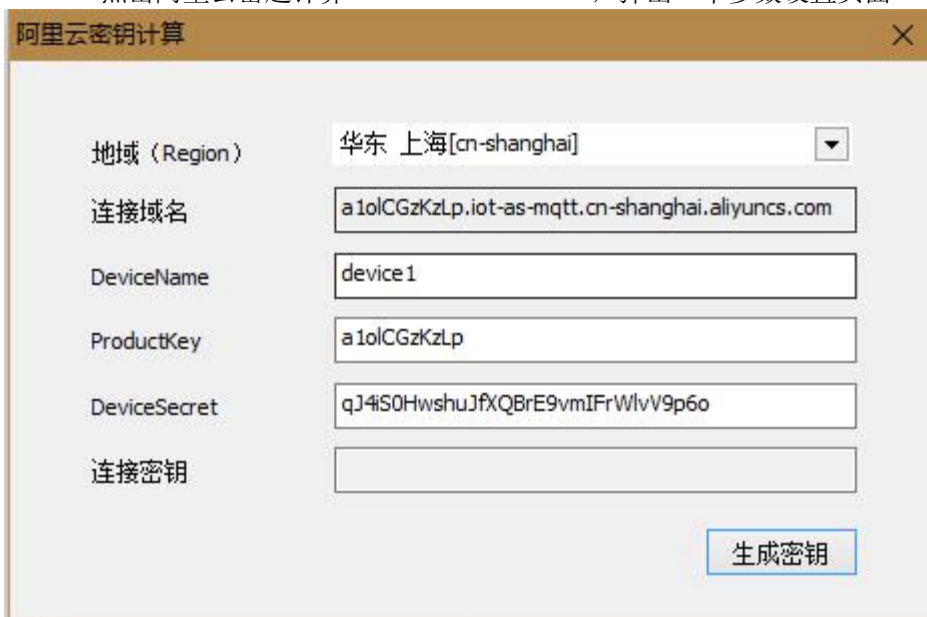 阿里云密钥计算
地域（Region） 华东 上海[cn-shanghai]
连接域名 a1olCGzKzLp.iot-as-mqtt.cn-shanghai.aliyuncs.com
DeviceName device1
ProductKey a1olCGzKzLp
DeviceSecret qJ4iS0HwshuJfXQBrE9vmIFrWlvV9p6o
连接密钥
生成密钥